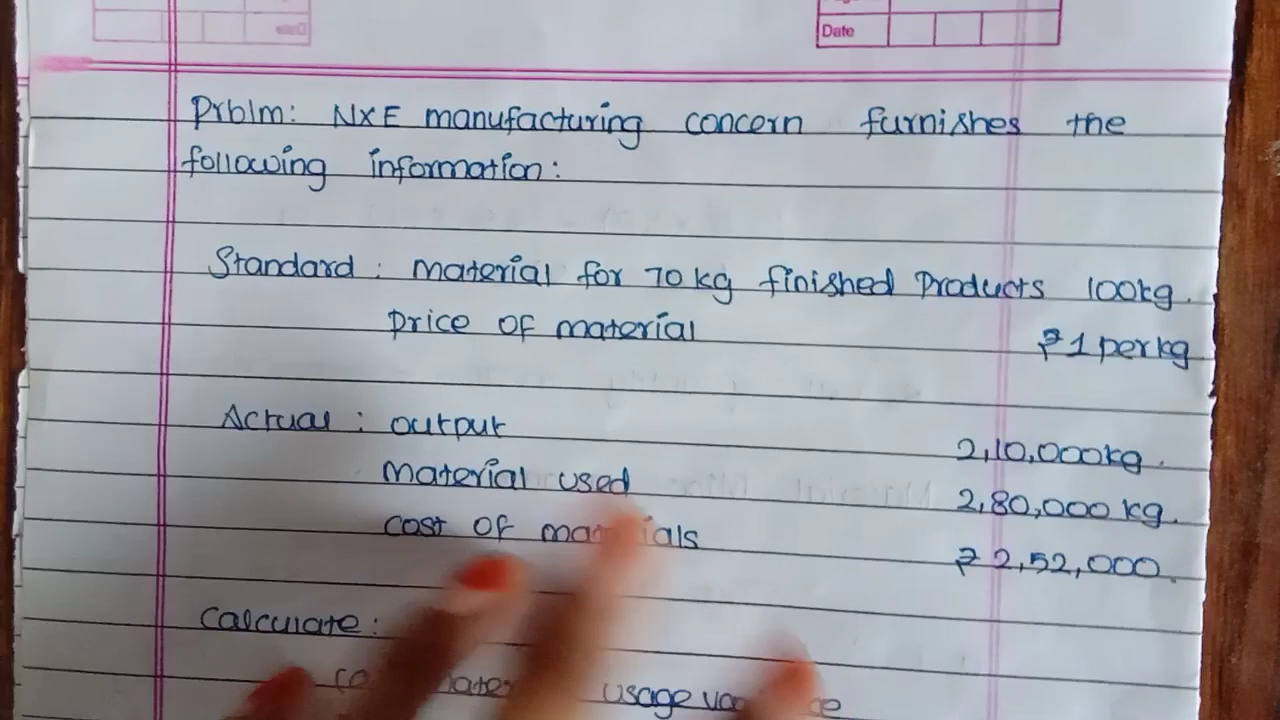 Date
Prblm: NXE manufacturing concern furnishes the
following information:
Standard: Material for 70 kg finished Products 100kg.
Price of material ₹1 per kg
Actual: output 2,10,000kg.
Material used 2,80,000 kg.
Cost of materials ₹ 2,52,000.
Calculate:
usage